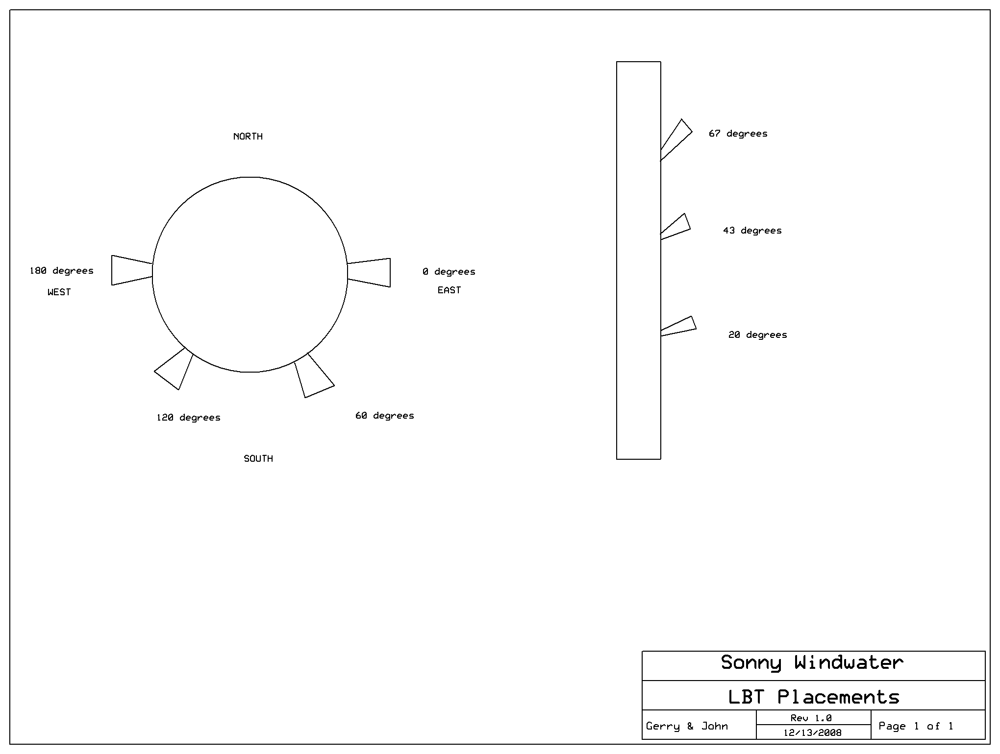 NORTH
180 degrees
WEST
0 degrees
EAST
120 degrees
60 degrees
SOUTH
67 degrees
43 degrees
20 degrees
Sonny Windwater
LBT Placements
Gerry & John
Rev 1.0
12/13/2008
Page 1 of 1